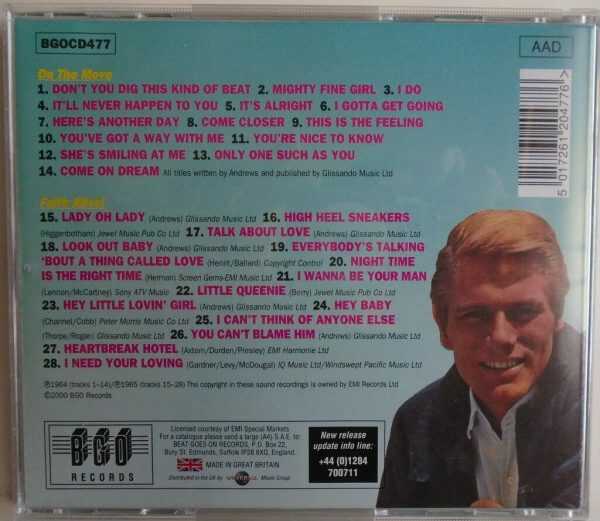 BGOCD477
AAD
On The Move
1. DON'T YOU DIG THIS KIND OF BEAT 2. MIGHTY FINE GIRL 3. I DO
4. IT'LL NEVER HAPPEN TO YOU 5. IT'S ALRIGHT 6. I GOTTA GET GOING
7. HERE'S ANOTHER DAY 8. COME CLOSER 9. THIS IS THE FEELING
10. YOU'VE GOT A WAY WITH ME 11. YOU'RE NICE TO KNOW
12. SHE'S SMILING AT ME 13. ONLY ONE SUCH AS YOU
14. COME ON DREAM All titles written by Andrews and published by Glissando Music Ltd
5 017261 204776 >
Faith Alive!
15. LADY OH LADY (Andrews) Glissando Music Ltd 16. HIGH HEEL SNEAKERS
(Higgenbotham) Jewel Music Pub Co Ltd 17. TALK ABOUT LOVE (Andrews) Glissando Music Ltd
18. LOOK OUT BABY (Andrews) Glissando Music Ltd 19. EVERYBODY'S TALKING
'BOUT A THING CALLED LOVE (Henitt/Ballard) Copyright Control 20. NIGHT TIME
IS THE RIGHT TIME (Herman) Screen Gems-EMI Music Ltd 21. I WANNA BE YOUR MAN
(Lennon/McCartney) Sony ATV Music 22. LITTLE QUEENIE (Berry) Jewel Music Pub Co Ltd
23. HEY LITTLE LOVIN' GIRL (Andrews) Glissando Music Ltd 24. HEY BABY
(Channel/Cobb) Peter Morris Music Co Ltd 25. I CAN'T THINK OF ANYONE ELSE
(Thorpe/Rogan) Glissando Music Ltd 26. YOU CAN'T BLAME HIM (Andrews) Glissando Music Ltd
27. HEARTBREAK HOTEL (Axtom/Durden/Presley) EMI Harmonie Ltd
28. I NEED YOUR LOVING (Gardner/Levy/McDougal) IQ Music Ltd/Windswept Pacific Music Ltd
℗1964 (tracks 1-14)/℗1965 (tracks 15-28) The copyright in these sound recordings is owned by EMI Records Ltd
©2000 BGO Records
BGO
RECORDS
Licensed courtesy of EMI Special Markets
For a catalogue please send a large (A4) S.A.E. to:
BEAT GOES ON RECORDS, P.O. Box 22,
Bury St. Edmunds, Suffolk IP28 6XQ, England.
MADE IN GREAT BRITAIN
Distributed in the UK by Universal Music Group
New release
update info line:
+44 (0)1284
700711